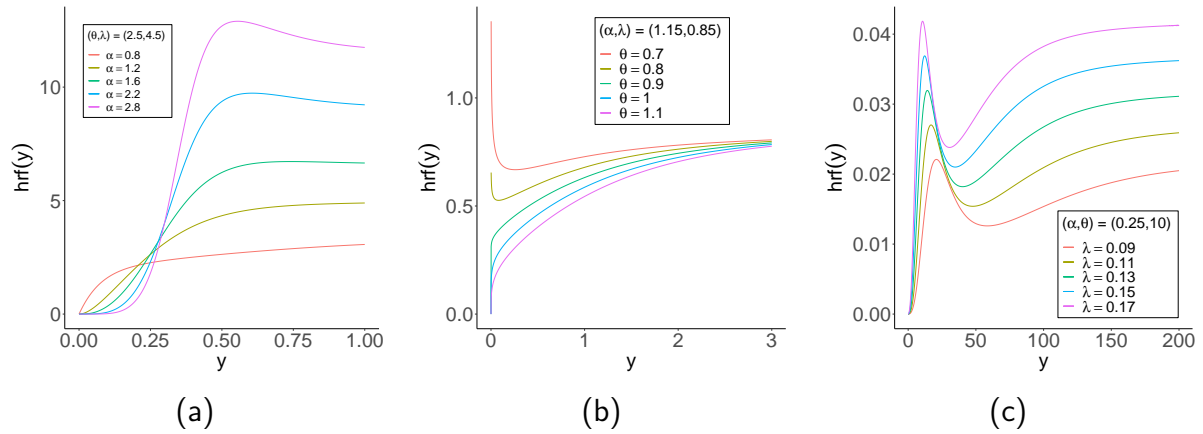 (θ,λ) = (2.5,4.5)
α = 0.8
α = 1.2
α = 1.6
α = 2.2
α = 2.8
hrf(y)
10
5
0
0.00 0.25 0.50 0.75 1.00
y
(a)
(α,λ) = (1.15,0.85)
θ = 0.7
θ = 0.8
θ = 0.9
θ = 1
θ = 1.1
hrf(y)
1.0
0.5
0.0
0 1 2 3
y
(b)
(α,θ) = (0.25,10)
λ = 0.09
λ = 0.11
λ = 0.13
λ = 0.15
λ = 0.17
hrf(y)
0.04
0.03
0.02
0.01
0.00
0 50 100 150 200
y
(c)